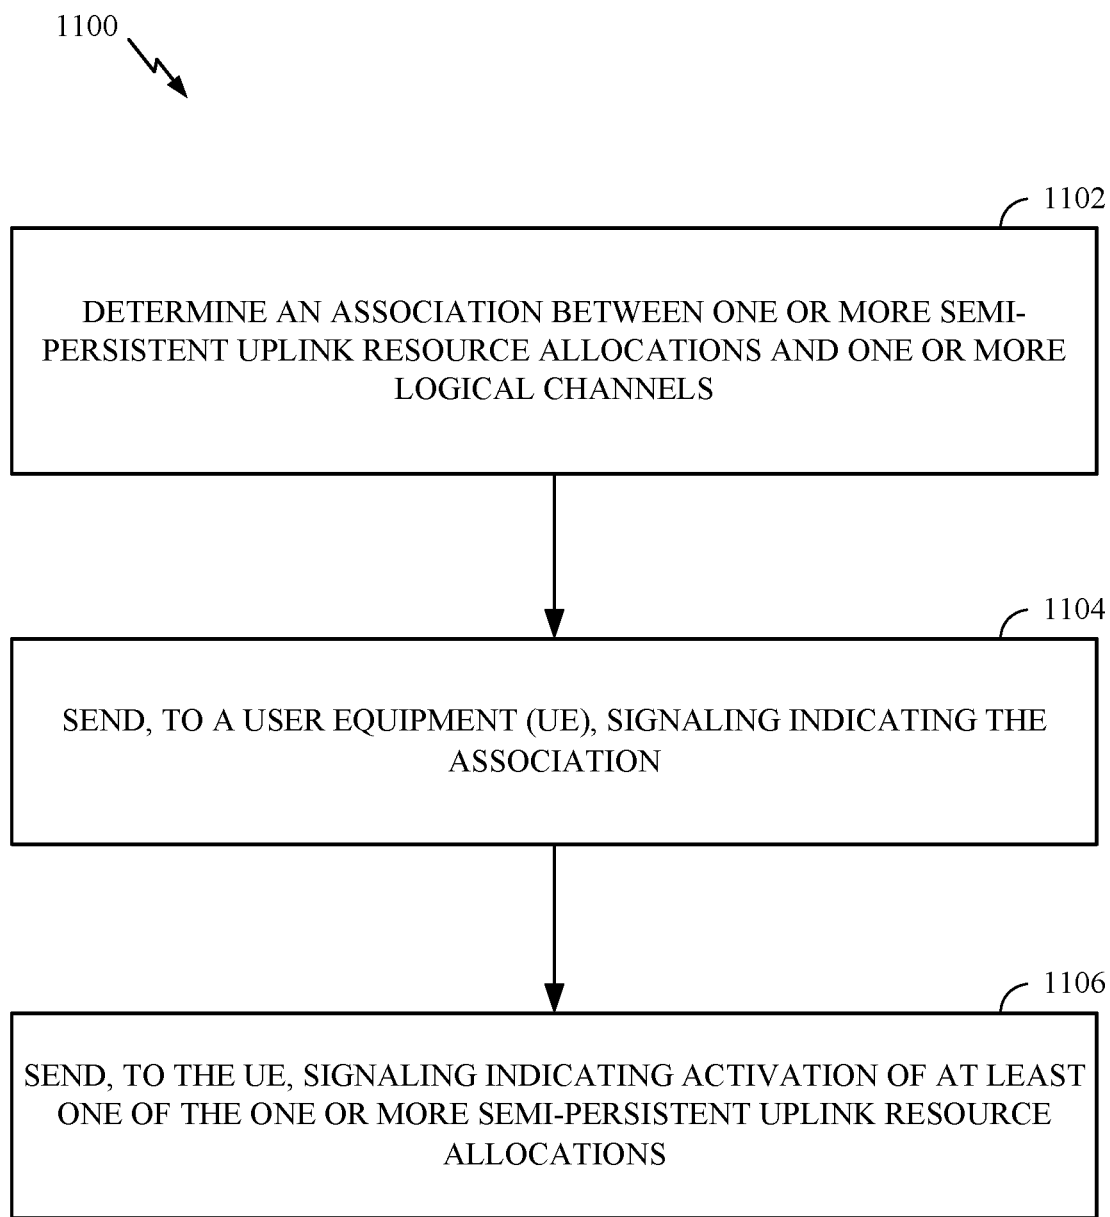 1100
1102
DETERMINE AN ASSOCIATION BETWEEN ONE OR MORE SEMI-
PERSISTENT UPLINK RESOURCE ALLOCATIONS AND ONE OR MORE
LOGICAL CHANNELS
1104
SEND, TO A USER EQUIPMENT (UE), SIGNALING INDICATING THE
ASSOCIATION
1106
SEND, TO THE UE, SIGNALING INDICATING ACTIVATION OF AT LEAST
ONE OF THE ONE OR MORE SEMI-PERSISTENT UPLINK RESOURCE
ALLOCATIONS